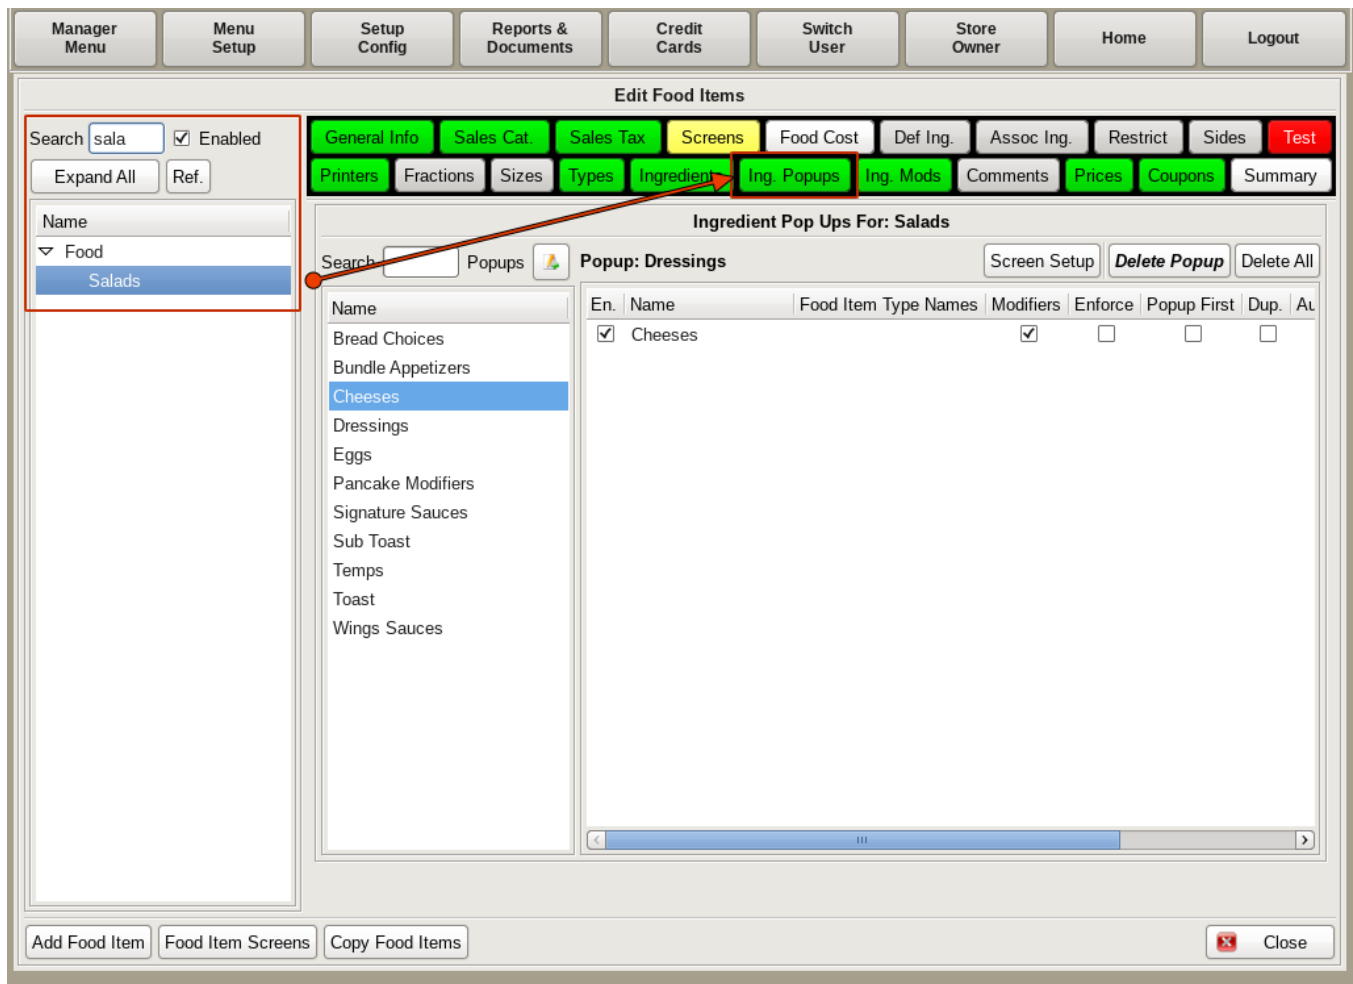 Manager Menu
Menu Setup
Setup Config
Reports & Documents
Credit Cards
Switch User
Store Owner
Home
Logout
Edit Food Items
Search sala Enabled
Expand All Ref.
Name
Food
Salads
General Info Sales Cat. Sales Tax Screens Food Cost Def Ing. Assoc Ing. Restrict Sides Test
Printers Fractions Sizes Types Ingredients Ing. Popups Ing. Mods Comments Prices Coupons Summary
Ingredient Pop Ups For: Salads
Search Popups
Popup: Dressings Screen Setup Delete Popup Delete All
Name
Bread Choices
Bundle Appetizers
Cheeses
Dressings
Eggs
Pancake Modifiers
Signature Sauces
Sub Toast
Temps
Toast
Wings Sauces
En. Name Food Item Type Names Modifiers Enforce Popup First Dup. Au
Cheeses
Add Food Item Food Item Screens Copy Food Items Close